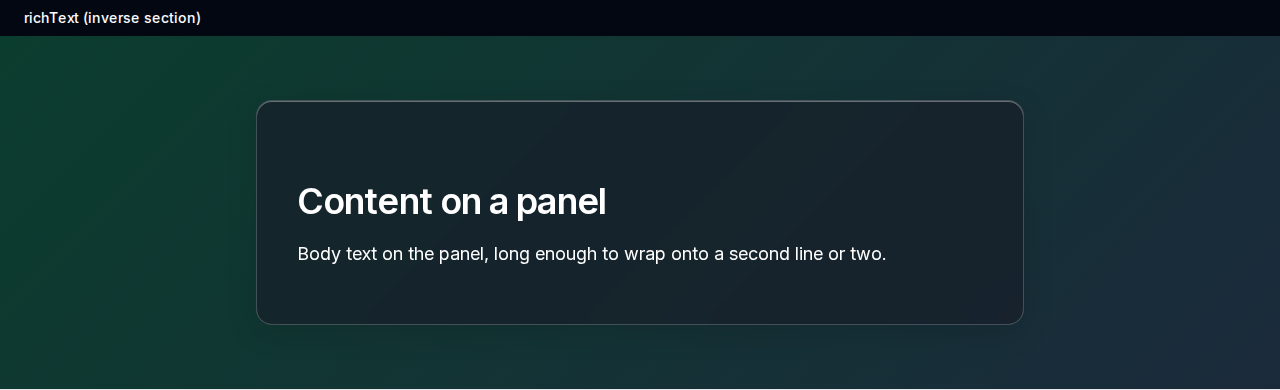 richText (inverse section)
Content on a panel
Body text on the panel, long enough to wrap onto a second line or two.